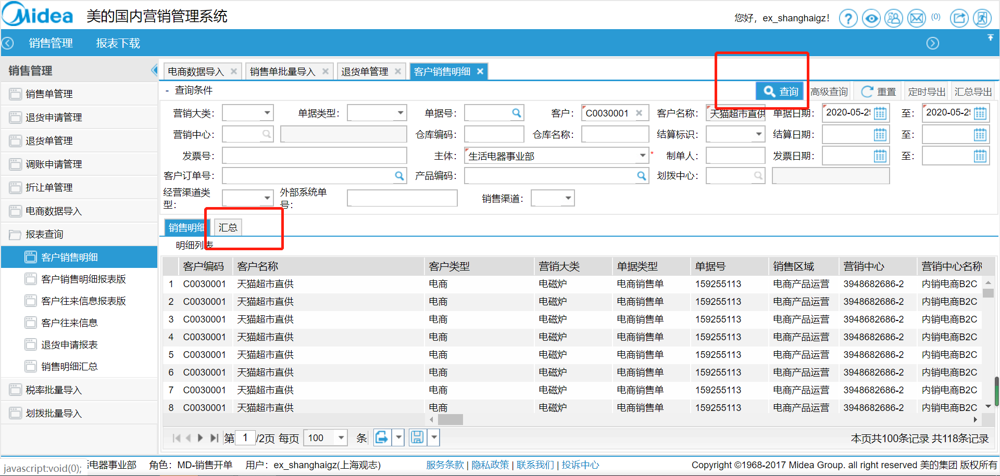 Midea 美的国内营销管理系统 您好，ex_shanghaigz！ (0)
销售管理 报表下载
销售管理
销售单管理
退货申请管理
退货单管理
调账申请管理
折让单管理
电商数据导入
报表查询
客户销售明细
客户销售明细报表版
客户往来信息报表版
客户往来信息
退货申请报表
销售明细汇总
税率批量导入
划拨批量导入
电商数据导入 销售单批量导入 退货单管理 客户销售明细
- 查询条件 查询 高级查询 重置 定时导出 汇总导出
营销大类： 单据类型： 单据号： 客户： C0030001 客户名称： 天猫超市直供 单据日期： 2020-05-29 至： 2020-05-29
营销中心： 仓库编码： 仓库名称： 结算标识： 结算日期： 至：
发票号： 主体： 生活电器事业部 * 制单人： 发票日期： 至：
客户订单号： 产品编码： 划拨中心：
经营渠道类型： 外部系统单号： 销售渠道：
销售明细 汇总
明细列表
客户编码 客户名称 客户类型 营销大类 单据类型 单据号 销售区域 营销中心 营销中心名称
1 C0030001 天猫超市直供 电商 电磁炉 电商销售单 159255113 电商产品运营 3948682686-2 内销电商B2C
2 C0030001 天猫超市直供 电商 电磁炉 电商销售单 159255113 电商产品运营 3948682686-2 内销电商B2C
3 C0030001 天猫超市直供 电商 电磁炉 电商销售单 159255113 电商产品运营 3948682686-2 内销电商B2C
4 C0030001 天猫超市直供 电商 电磁炉 电商销售单 159255113 电商产品运营 3948682686-2 内销电商B2C
5 C0030001 天猫超市直供 电商 电磁炉 电商销售单 159255113 电商产品运营 3948682686-2 内销电商B2C
6 C0030001 天猫超市直供 电商 电磁炉 电商销售单 159255113 电商产品运营 3948682686-2 内销电商B2C
7 C0030001 天猫超市直供 电商 电磁炉 电商销售单 159255113 电商产品运营 3948682686-2 内销电商B2C
8 C0030001 天猫超市直供 电商 电磁炉 电商销售单 159255113 电商产品运营 3948682686-2 内销电商B2C
第 1 /2页 每页 100 条 本页共100条记录 共118条记录
javascript:void(0); 电器事业部 角色：MD-销售开单 用户：ex_shanghaigz(上海观志) 服务条款 | 隐私政策 | 联系我们 | 投诉中心 Copyright ©1968-2017 Midea Group. all right reserved 美的集团 版权所有